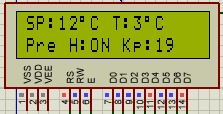 SP:12°C T:3°C
Pre H:ON Kp:19
VSS VDD VEE RS RW E D0 D1 D2 D3 D4 D5 D6 D7
1 2 3 4 5 6 7 8 9 10 11 12 13 14